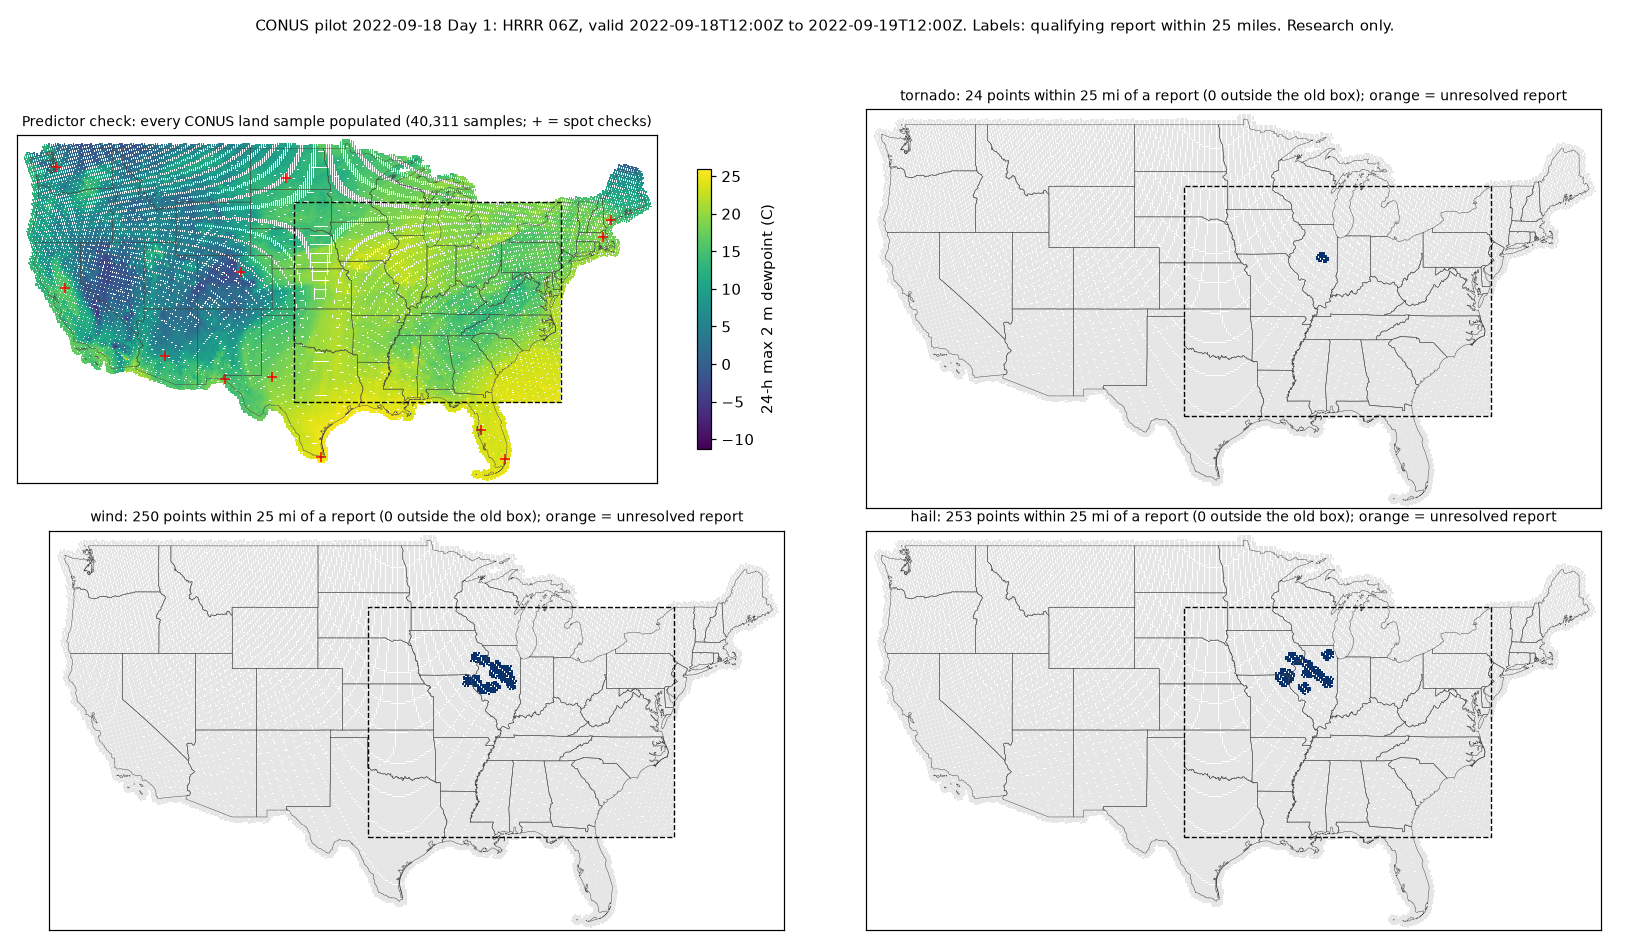 CONUS pilot 2022-09-18 Day 1: HRRR 06Z, valid 2022-09-18T12:00Z to 2022-09-19T12:00Z. Labels: qualifying report within 25 miles. Research only.
Predictor check: every CONUS land sample populated (40,311 samples; + = spot checks)
25
20
15
10
5
0
−5
−10
24-h max 2 m dewpoint (C)
tornado: 24 points within 25 mi of a report (0 outside the old box); orange = unresolved report
wind: 250 points within 25 mi of a report (0 outside the old box); orange = unresolved report
hail: 253 points within 25 mi of a report (0 outside the old box); orange = unresolved report